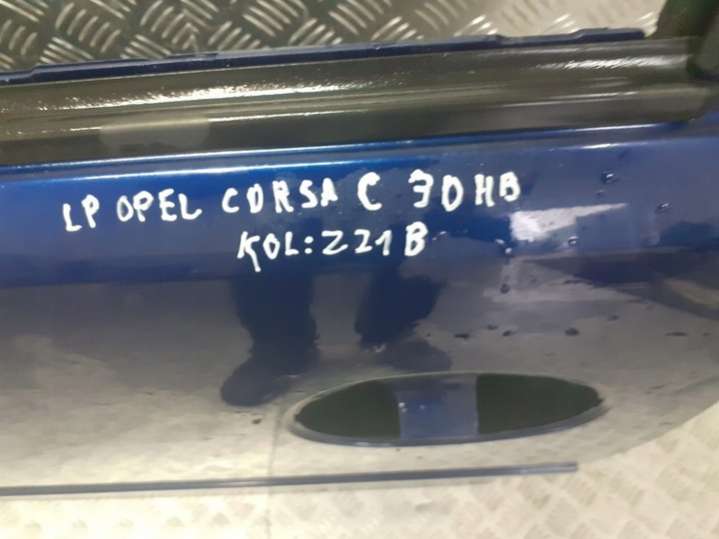 LP OPEL CORSA C 3D HB
KOL: Z21B